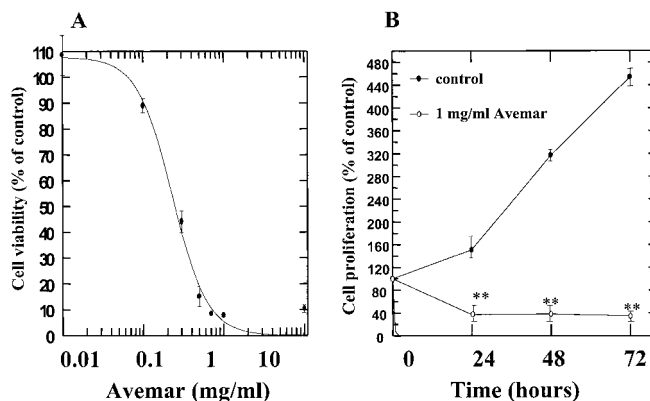 A
Cell viability (% of control)
110
100
90
80
70
60
50
40
30
20
10
0
0.01 0.1 1 10
Avemar (mg/ml)
B
Cell proliferation (% of control)
480
440
400
360
320
280
240
200
160
120
80
40
0
control
1 mg/ml Avemar
** ** **
0 24 48 72
Time (hours)